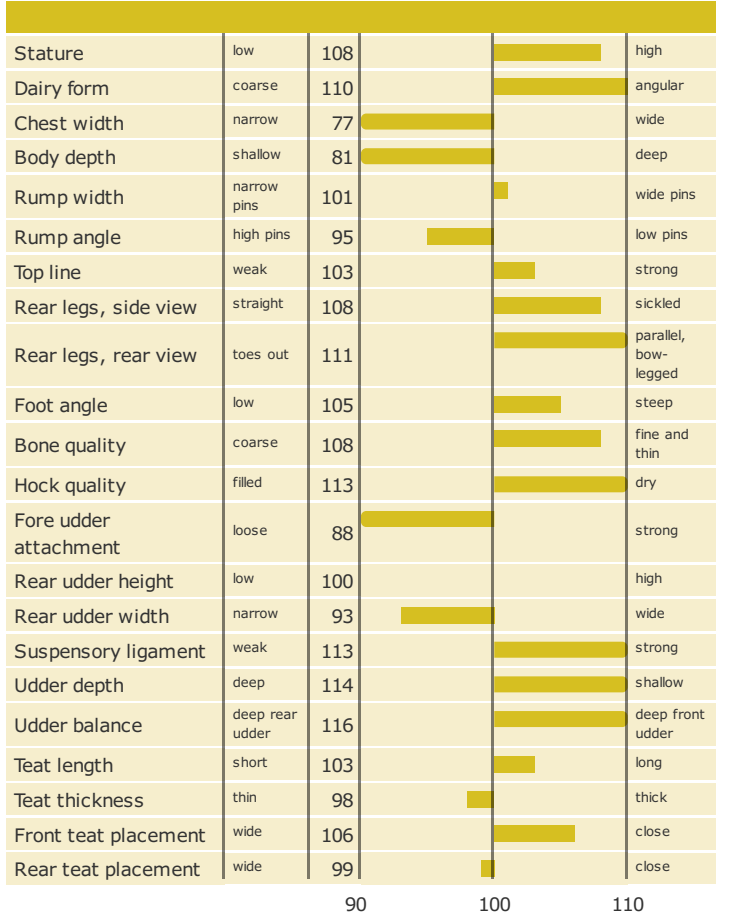 Stature low 108 high
Dairy form coarse 110 angular
Chest width narrow 77 wide
Body depth shallow 81 deep
Rump width narrow pins 101 wide pins
Rump angle high pins 95 low pins
Top line weak 103 strong
Rear legs, side view straight 108 sickled
Rear legs, rear view toes out 111 parallel, bow-legged
Foot angle low 105 steep
Bone quality coarse 108 fine and thin
Hock quality filled 113 dry
Fore udder attachment loose 88 strong
Rear udder height low 100 high
Rear udder width narrow 93 wide
Suspensory ligament weak 113 strong
Udder depth deep 114 shallow
Udder balance deep rear udder 116 deep front udder
Teat length short 103 long
Teat thickness thin 98 thick
Front teat placement wide 106 close
Rear teat placement wide 99 close
90 100 110